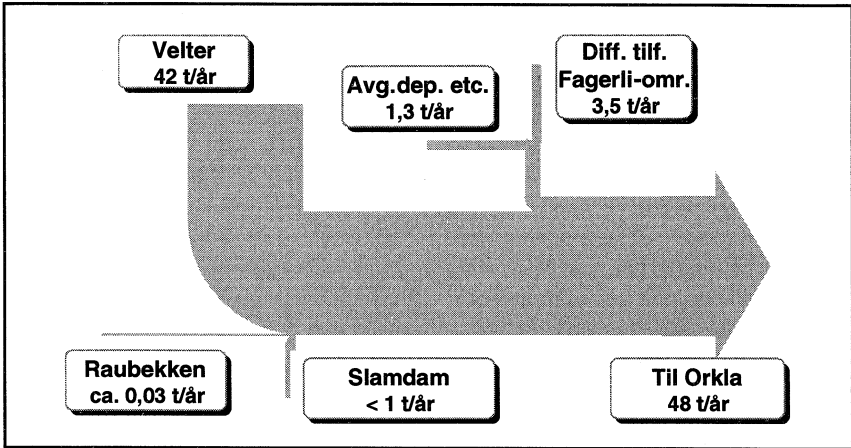 Velter
42 t/år
Avg.dep. etc.
1,3 t/år
Diff. tilf.
Fagerli-omr.
3,5 t/år
Raubekken
ca. 0,03 t/år
Slamdam
< 1 t/år
Til Orkla
48 t/år